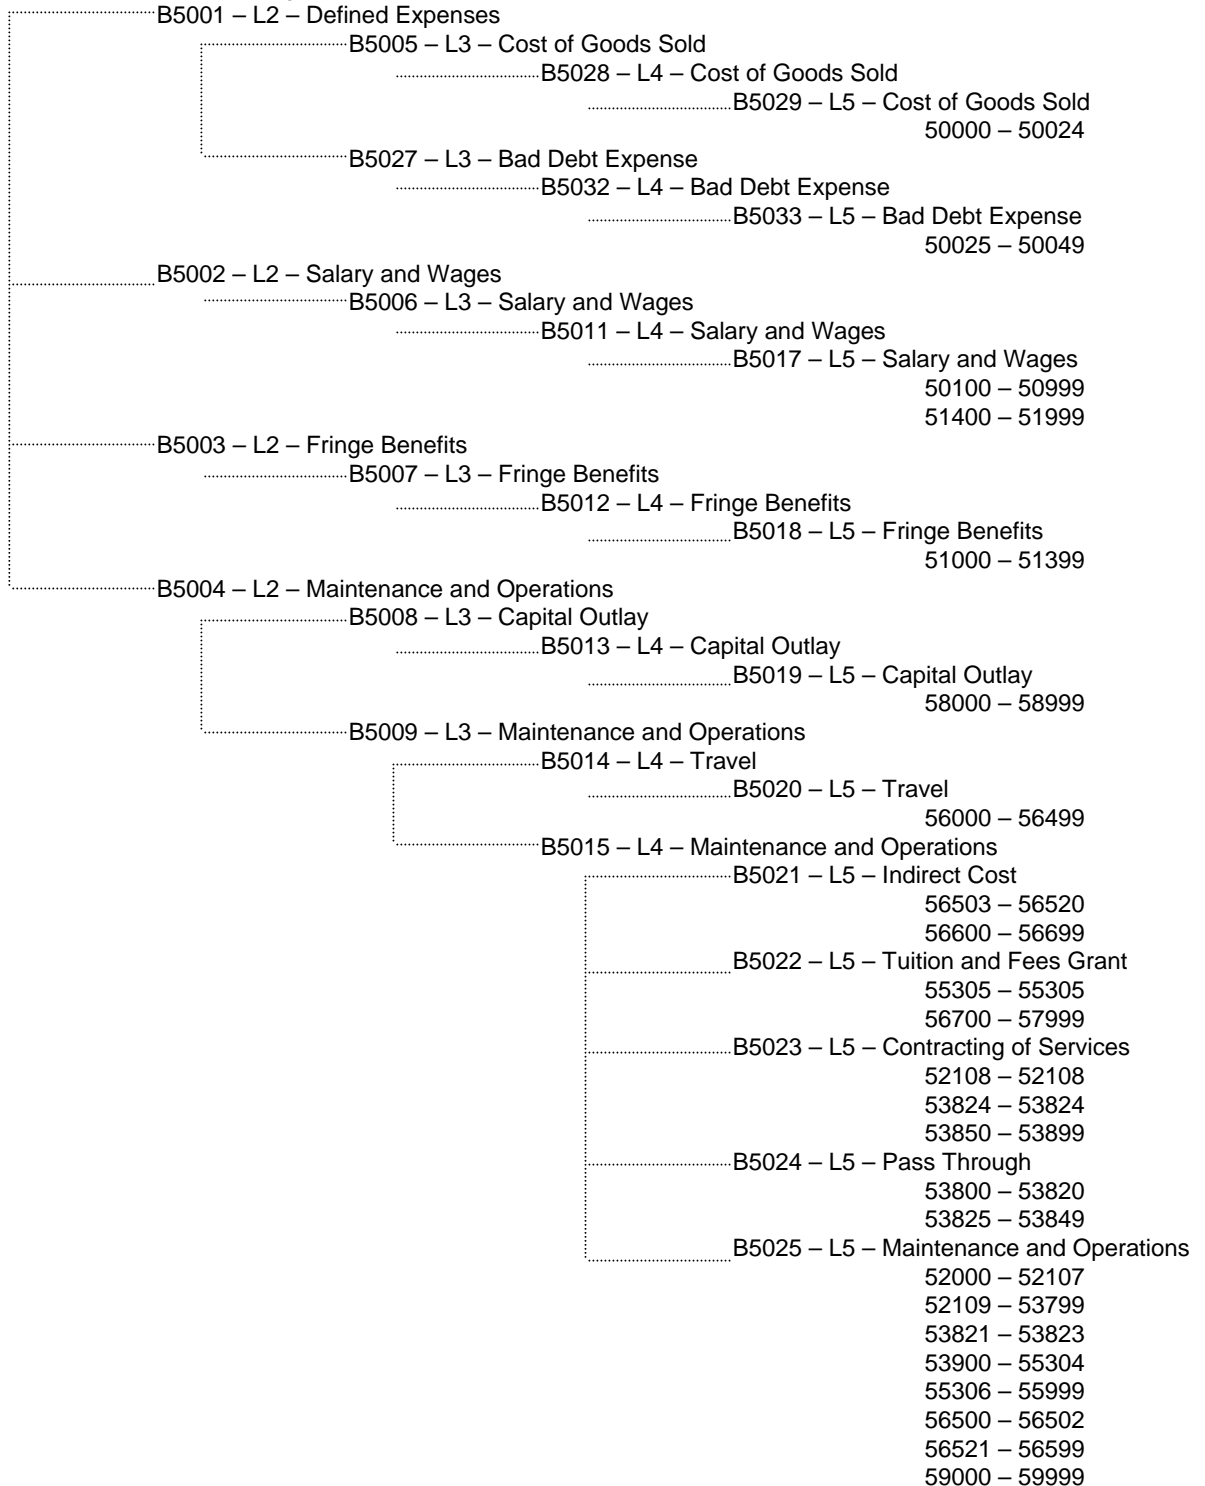 B5001 – L2 – Defined Expenses
B5005 – L3 – Cost of Goods Sold
B5028 – L4 – Cost of Goods Sold
B5029 – L5 – Cost of Goods Sold
50000 – 50024
B5027 – L3 – Bad Debt Expense
B5032 – L4 – Bad Debt Expense
B5033 – L5 – Bad Debt Expense
50025 – 50049
B5002 – L2 – Salary and Wages
B5006 – L3 – Salary and Wages
B5011 – L4 – Salary and Wages
B5017 – L5 – Salary and Wages
50100 – 50999
51400 – 51999
B5003 – L2 – Fringe Benefits
B5007 – L3 – Fringe Benefits
B5012 – L4 – Fringe Benefits
B5018 – L5 – Fringe Benefits
51000 – 51399
B5004 – L2 – Maintenance and Operations
B5008 – L3 – Capital Outlay
B5013 – L4 – Capital Outlay
B5019 – L5 – Capital Outlay
58000 – 58999
B5009 – L3 – Maintenance and Operations
B5014 – L4 – Travel
B5020 – L5 – Travel
56000 – 56499
B5015 – L4 – Maintenance and Operations
B5021 – L5 – Indirect Cost
56503 – 56520
56600 – 56699
B5022 – L5 – Tuition and Fees Grant
55305 – 55305
56700 – 57999
B5023 – L5 – Contracting of Services
52108 – 52108
53824 – 53824
53850 – 53899
B5024 – L5 – Pass Through
53800 – 53820
53825 – 53849
B5025 – L5 – Maintenance and Operations
52000 – 52107
52109 – 53799
53821 – 53823
53900 – 55304
55306 – 55999
56500 – 56502
56521 – 56599
59000 – 59999